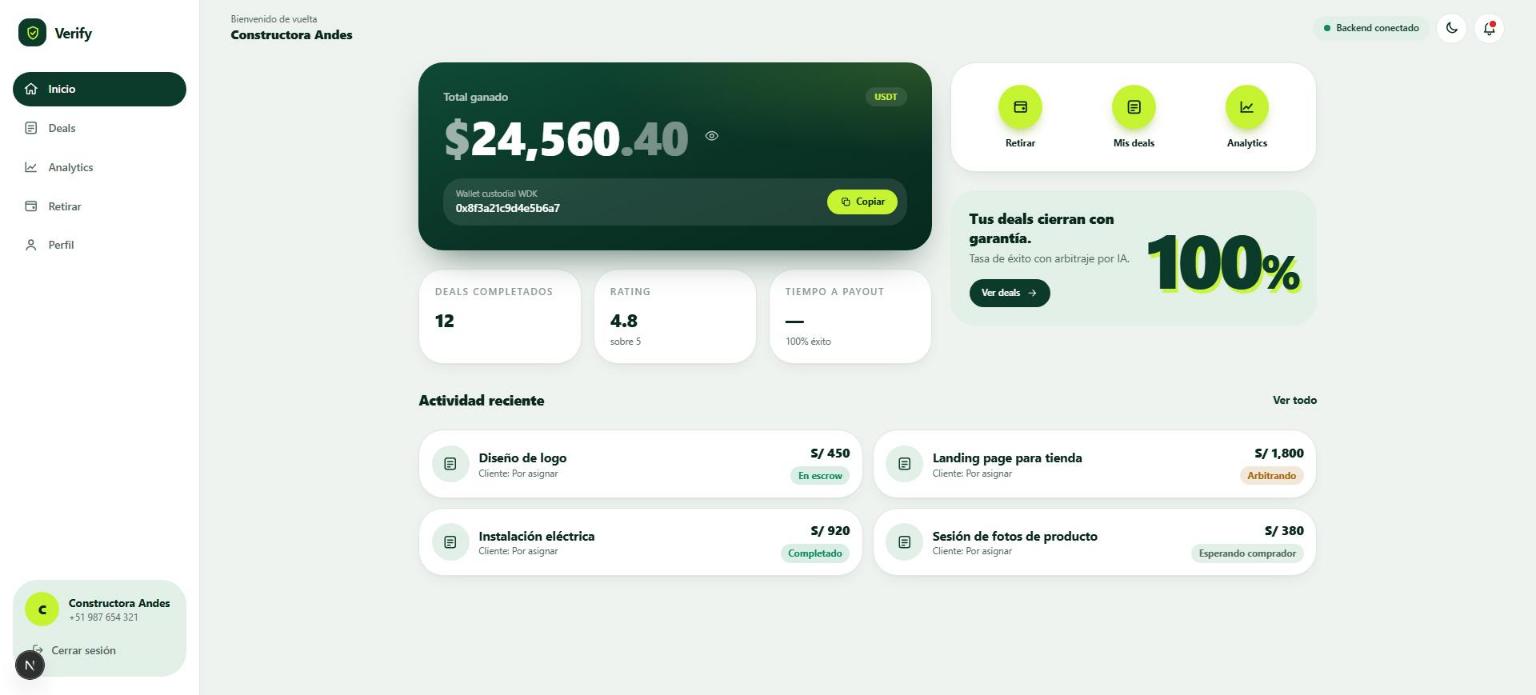 Verify
Inicio
Deals
Analytics
Retirar
Perfil
Constructora Andes
+51 987 654 321
Cerrar sesión
N
Bienvenido de vuelta
Constructora Andes
Backend conectado
Total ganado
USDT
$24,560.40
Wallet custodial WDK
0x8f3a21c9d4e5b6a7
Copiar
DEALS COMPLETADOS
12
RATING
4.8
sobre 5
TIEMPO A PAYOUT
—
100% éxito
Retirar
Mis deals
Analytics
Tus deals cierran con
garantía.
Tasa de éxito con arbitraje por IA.
Ver deals →
100%
Actividad reciente
Ver todo
Diseño de logo
Cliente: Por asignar
S/ 450
En escrow
Landing page para tienda
Cliente: Por asignar
S/ 1,800
Arbitrando
Instalación eléctrica
Cliente: Por asignar
S/ 920
Completado
Sesión de fotos de producto
Cliente: Por asignar
S/ 380
Esperando comprador
C